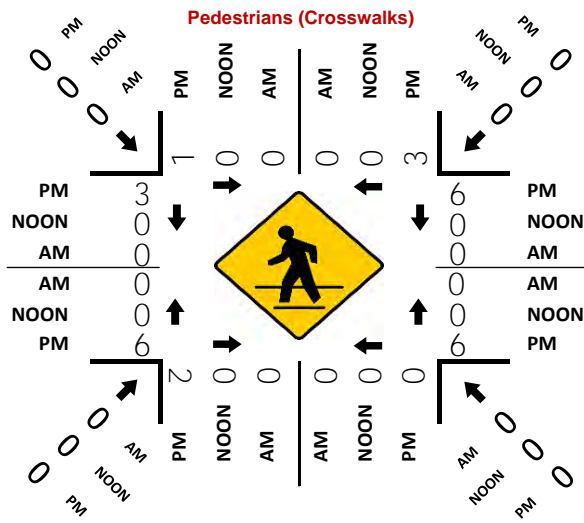 Pedestrians (Crosswalks)
0 0 0
PM
NOON
AM
PM NOON AM AM NOON PM
PM
NOON
AM
0 0 0
1 0 0 0 0 3
PM 3 6 PM
NOON 0 0 NOON
AM 0 0 AM
AM 0 0 AM
NOON 0 0 NOON
PM 6 6 PM
2 0 0 0 0 0
PM NOON AM AM NOON PM
0 0 0
AM
NOON
PM
AM
NOON
PM
0 0 0